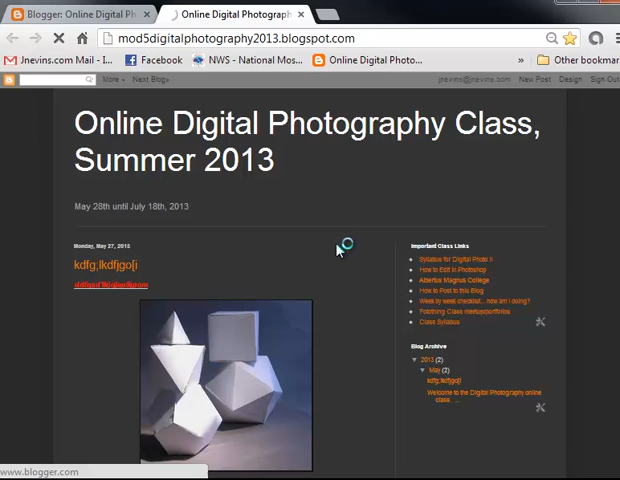 Blogger: Online Digital Ph
Online Digital Photograph
mod5digitalphotography2013.blogspot.com
Jnevins.com Mail - I...
Facebook
NWS - National Mos...
Online Digital Photo...
»
Other bookmar
More
Next Blog»
jnevins@jnevins.com
New Post
Design
Sign Out
Online Digital Photography Class,
Summer 2013
May 28th until July 18th, 2013
Monday, May 27, 2013
kdfg;lkdfjgo[i
Important Class Links
Syllabus for Digital Photo II
How to Edit in Photoshop
Albertus Magnus College
How to Post to this Blog
Week by week checklist... how am I doing?
Class Syllabus
Blog Archive
▼ 2013 (2)
▼ May (2)
kdfg;lkdfjgo[i
Welcome to the Digital Photography online
class. ...
www.blogger.com